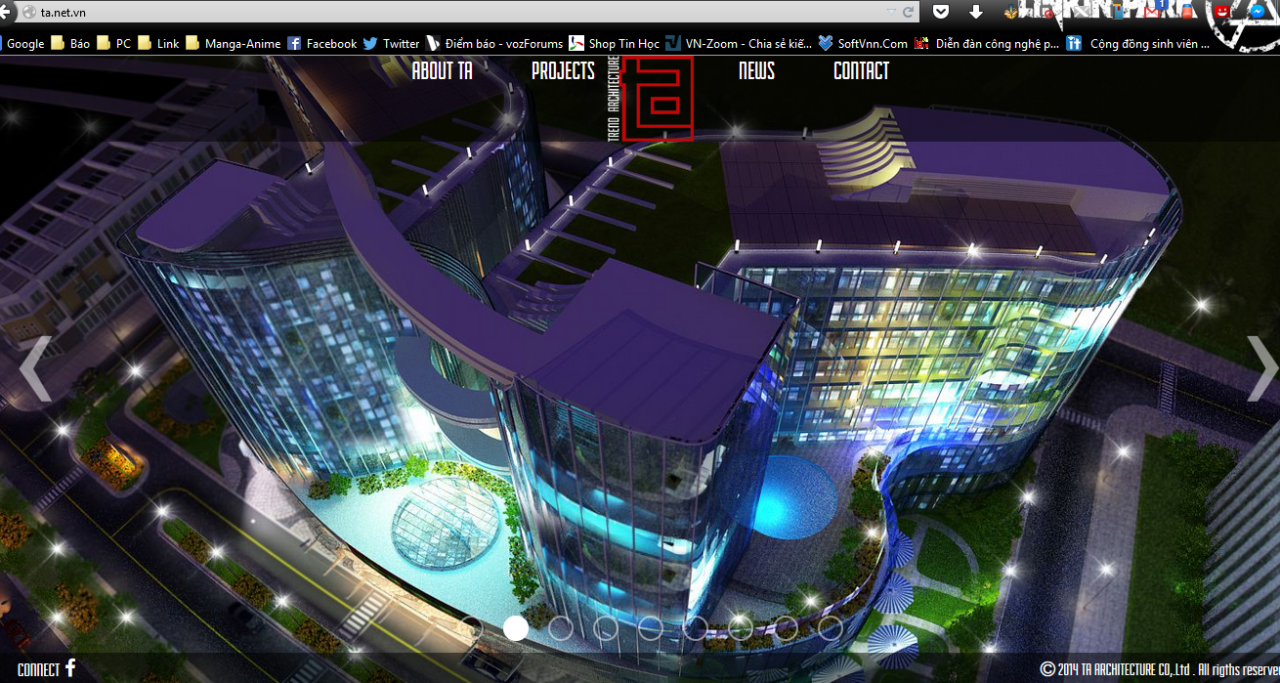 ta.net.vn
Google Báo PC Link Manga-Anime Facebook Twitter Điểm báo - vozForums Shop Tin Học VN-Zoom - Chia sẻ kiế... SoftVnn.Com Diễn đàn công nghệ p... Cộng đồng sinh viên ...
ABOUT TA PROJECTS NEWS CONTACT
TREND ARCHITECTURE
ta
CONNECT f
© 2014 TA ARCHITECTURE CO,.Ltd . All rigths reserve